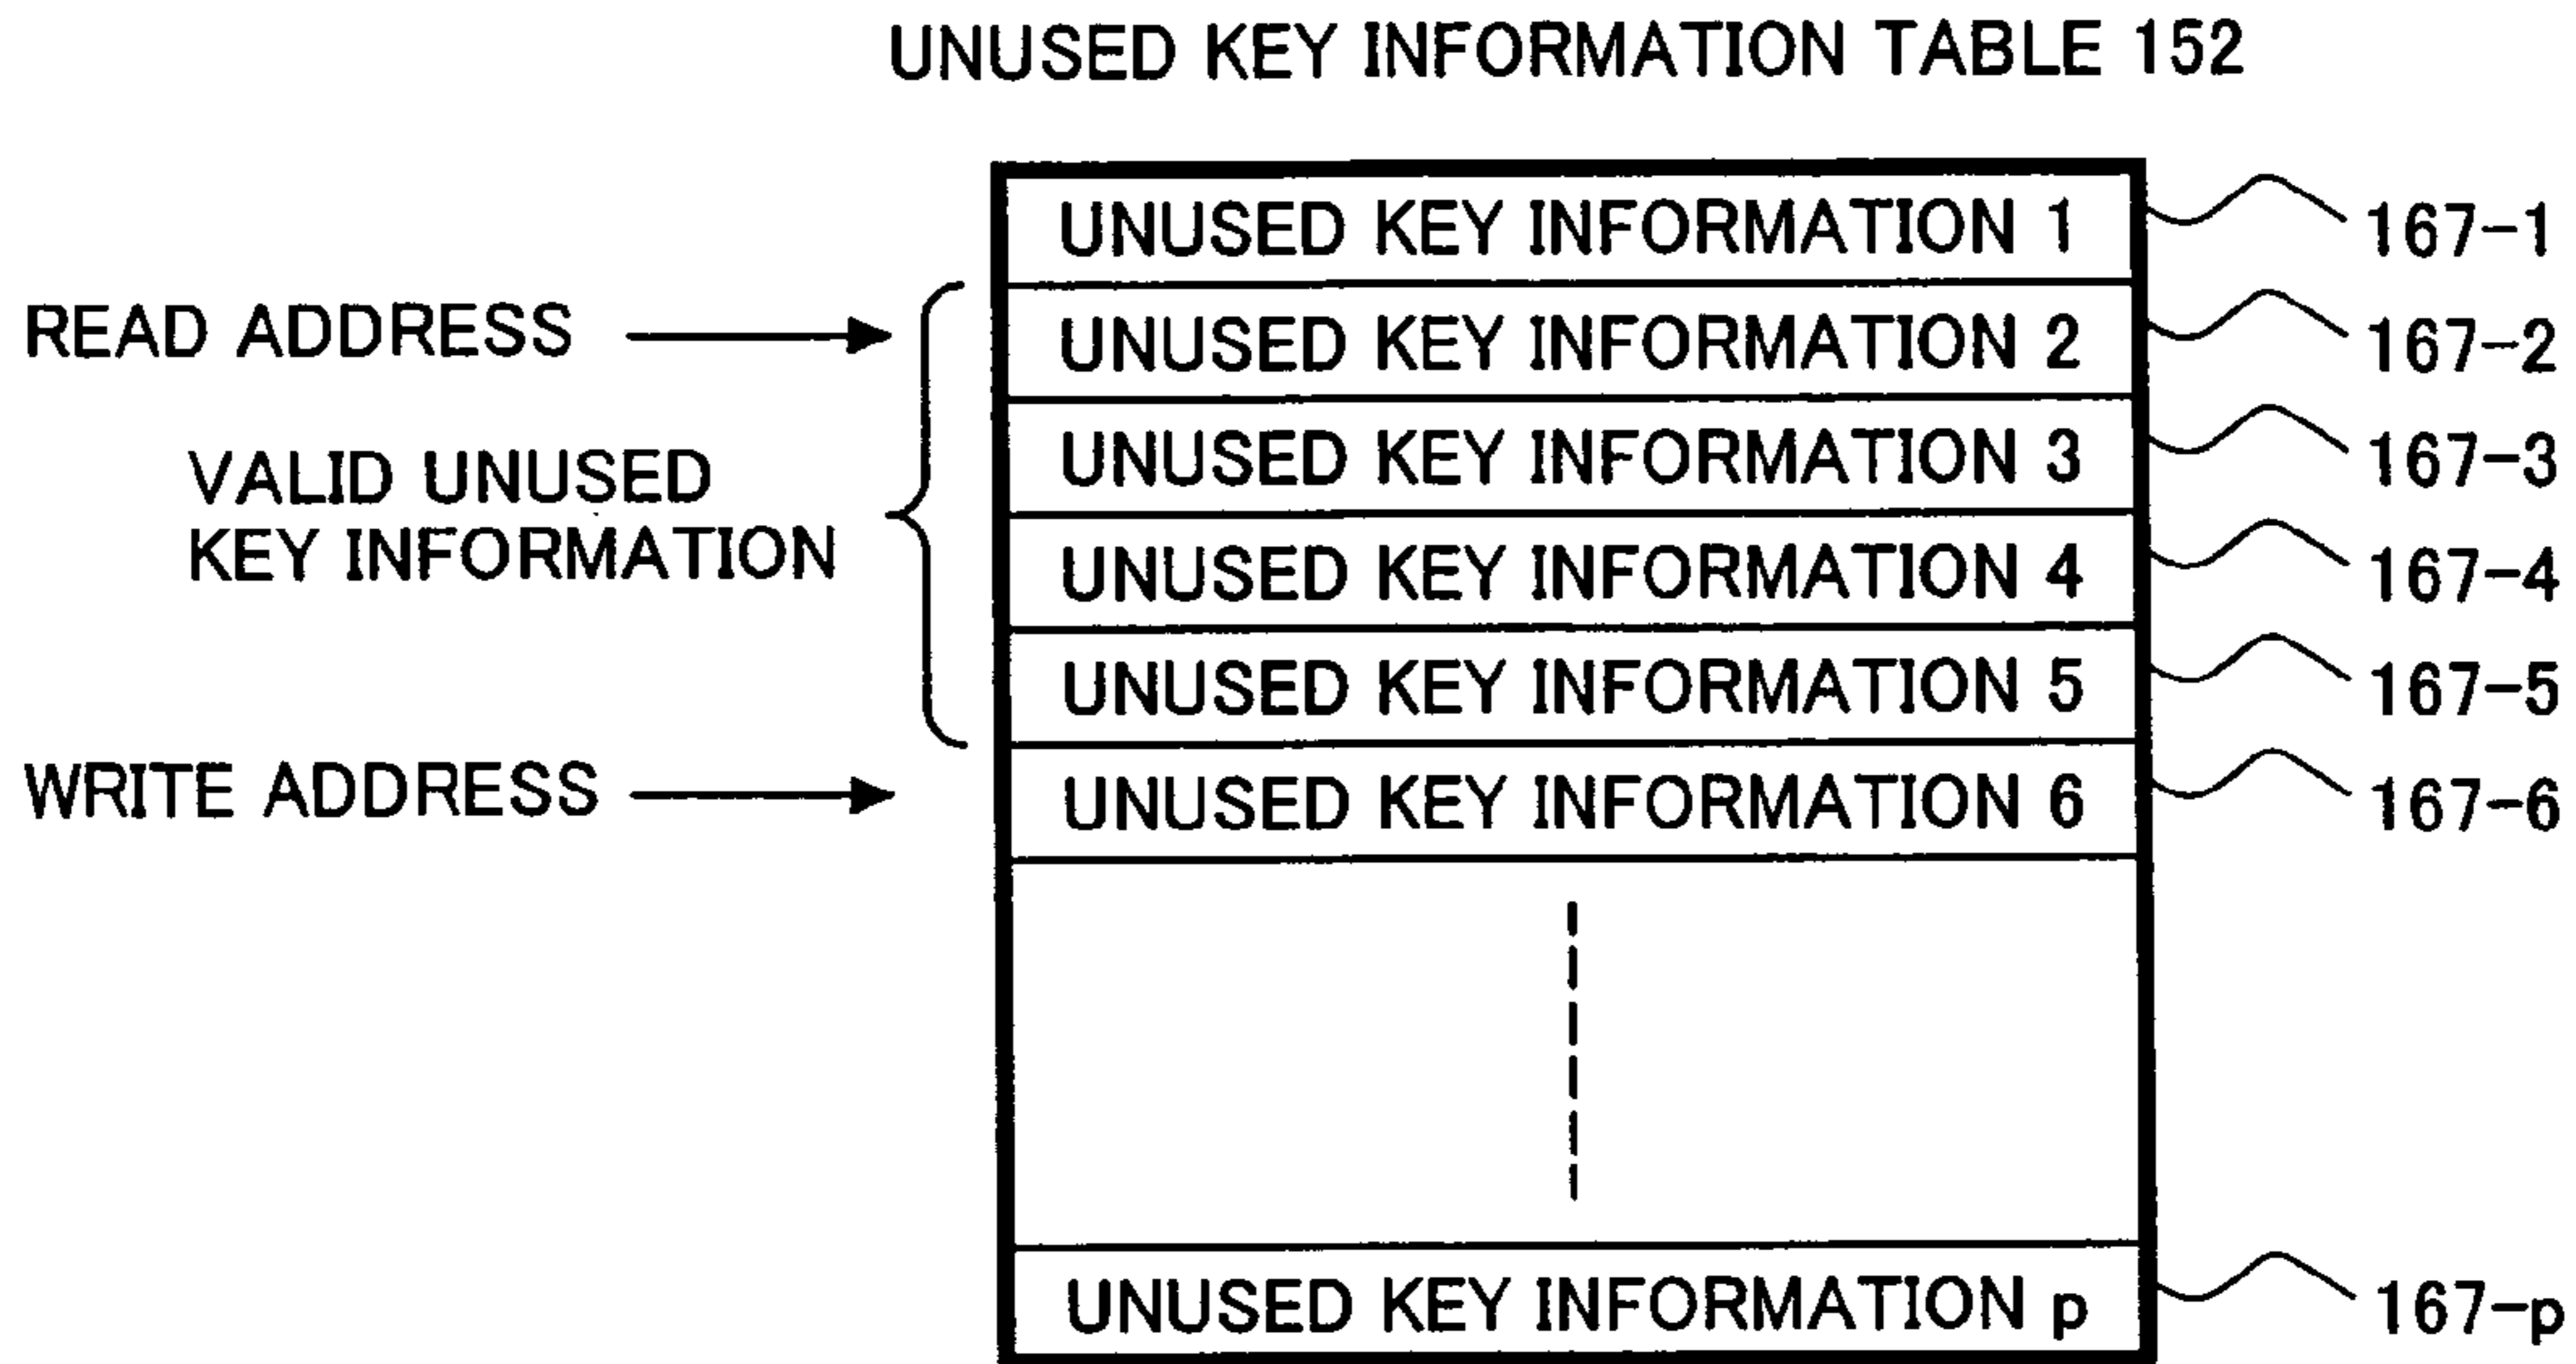 UNUSED KEY INFORMATION TABLE 152
UNUSED KEY INFORMATION 1 167-1
READ ADDRESS UNUSED KEY INFORMATION 2 167-2
UNUSED KEY INFORMATION 3 167-3
VALID UNUSED
KEY INFORMATION
UNUSED KEY INFORMATION 4 167-4
UNUSED KEY INFORMATION 5 167-5
WRITE ADDRESS UNUSED KEY INFORMATION 6 167-6
UNUSED KEY INFORMATION p 167-p